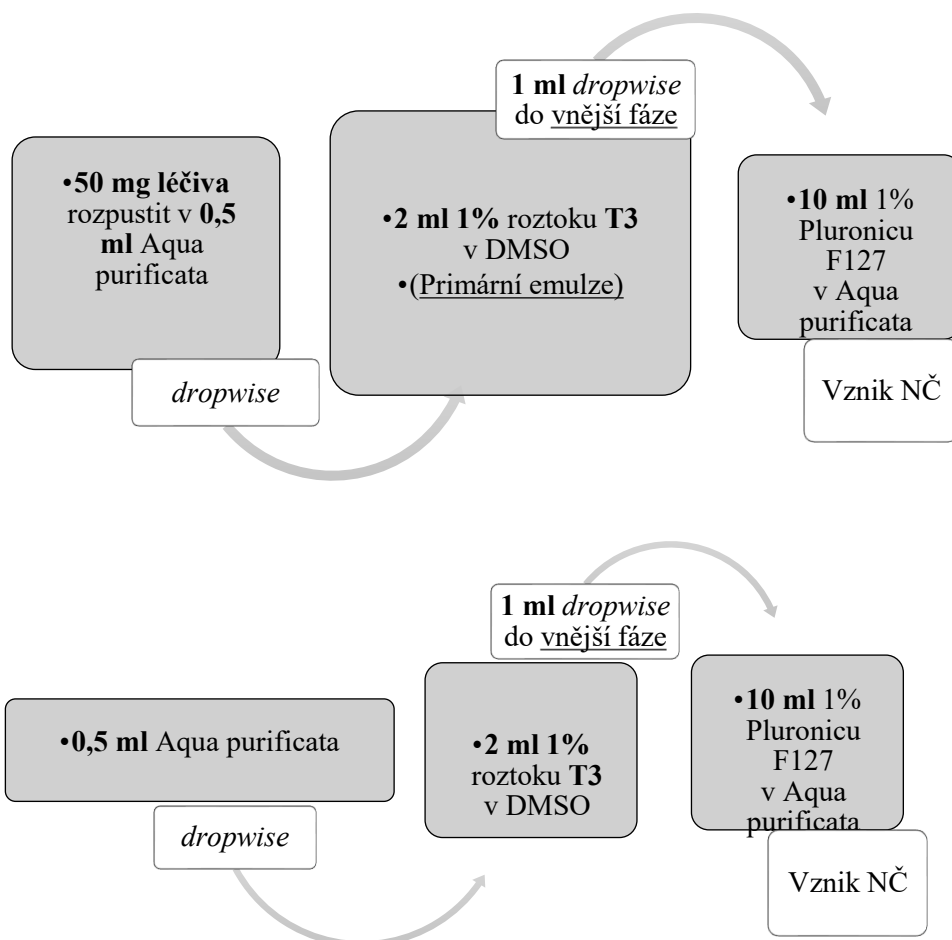 •50 mg léčiva
rozpustit v 0,5
ml Aqua
purificata
dropwise
•2 ml 1% roztoku T3
v DMSO
•(Primární emulze)
1 ml dropwise
do vnější fáze
•10 ml 1%
Pluronicu
F127
v Aqua
purificata
Vznik NČ
•0,5 ml Aqua purificata
dropwise
•2 ml 1%
roztoku T3
v DMSO
1 ml dropwise
do vnější fáze
•10 ml 1%
Pluronicu
F127
v Aqua
purificata
Vznik NČ